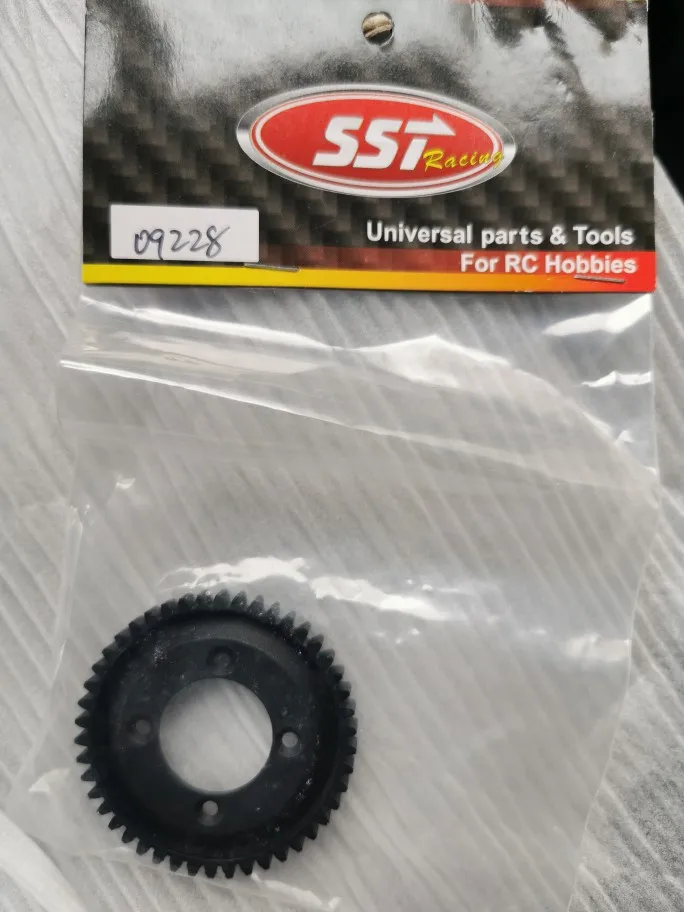 SST Racing
09228
Universal parts & Tools
For RC Hobbies